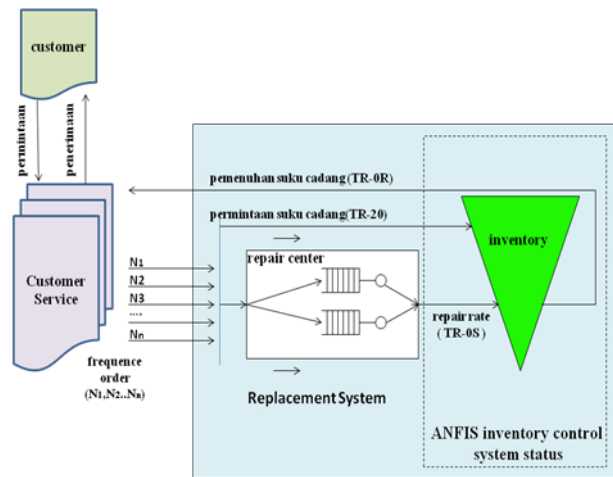 customer
permintaan
penerimaan
pemenuhan suku cadang (TR-0R)
permintaan suku cadang (TR-20)
inventory
repair center
Customer
Service
N1
N2
N3
....
Nn
repair rate
( TR-0S)
frequence
order
(N1,N2..Nn)
Replacement System
ANFIS inventory control
system status